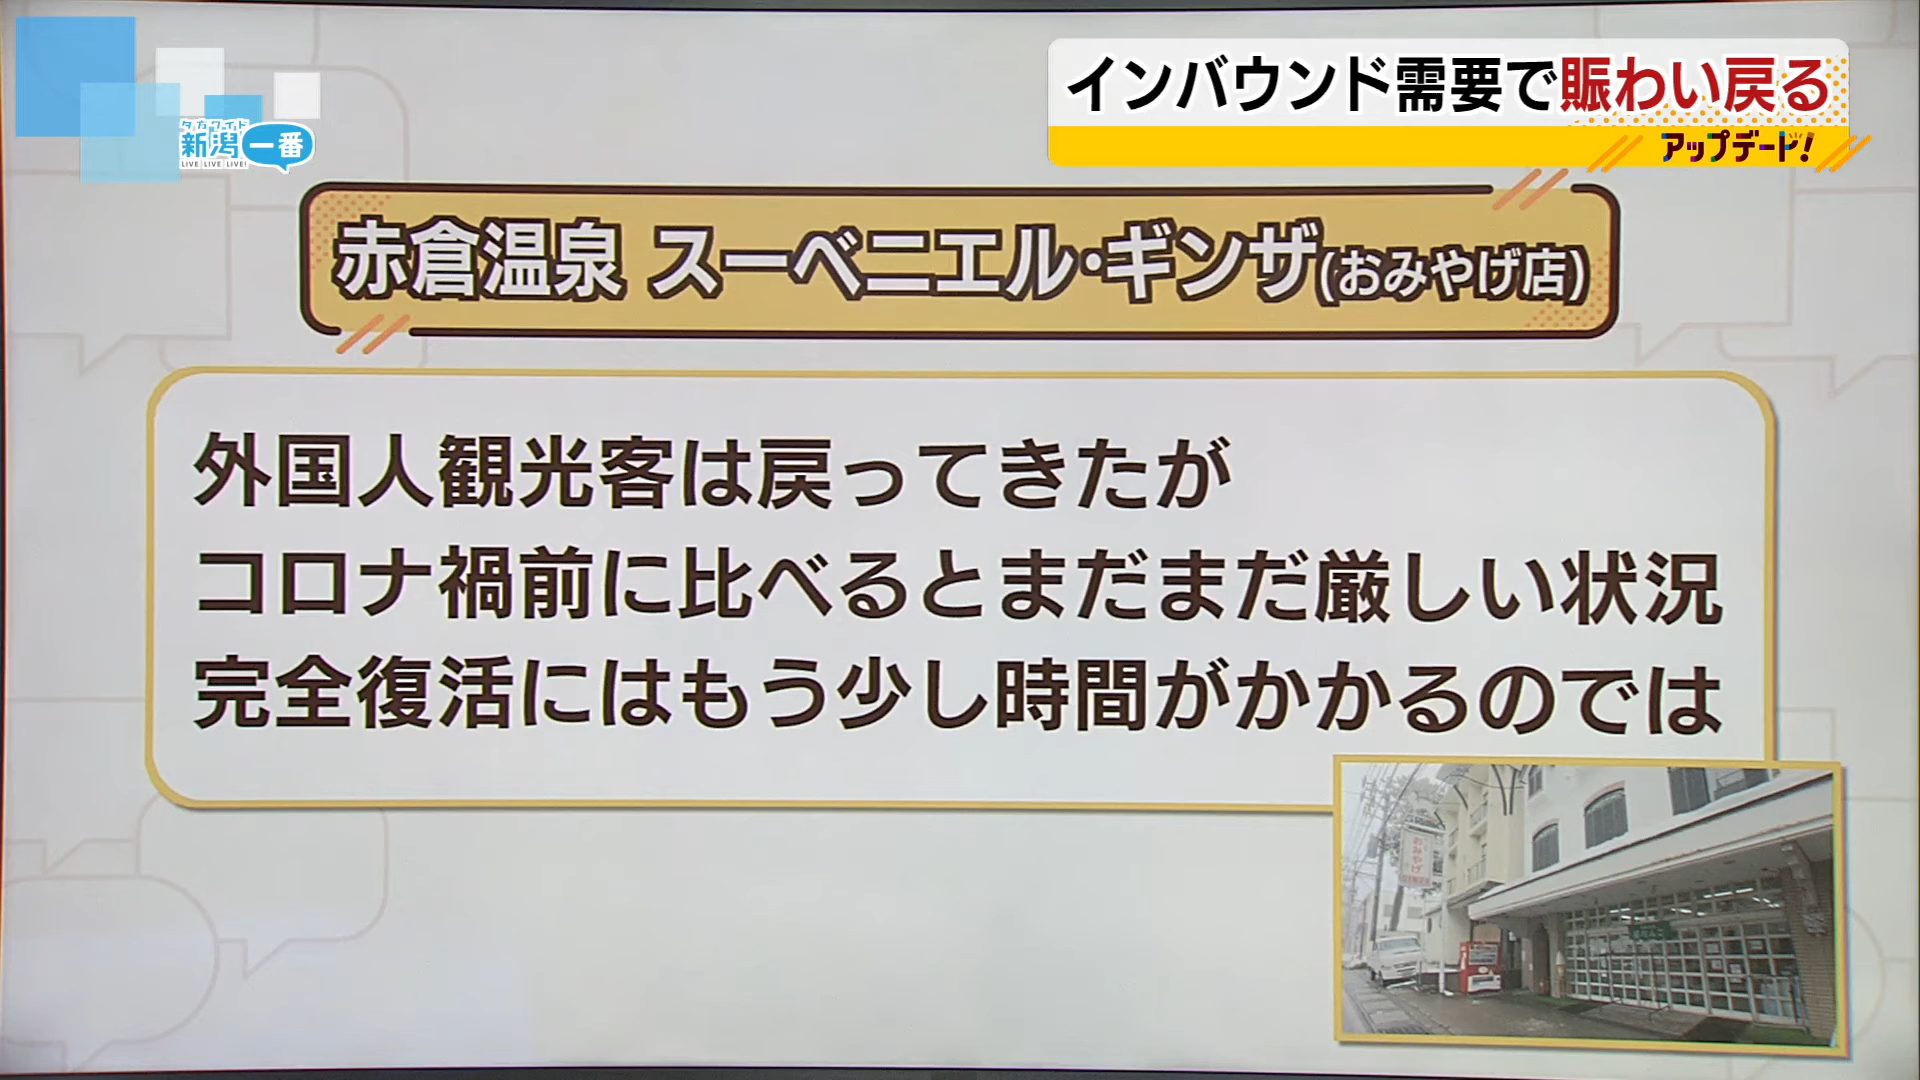 インバウンド需要で賑わい戻る
アップデート!
夕方ワイド
新潟一番
LIVE LIVE LIVE!
赤倉温泉 スーベニエル・ギンザ(おみやげ店)
外国人観光客は戻ってきたが
コロナ禍前に比べるとまだまだ厳しい状況
完全復活にはもう少し時間がかかるのでは
おみやげ